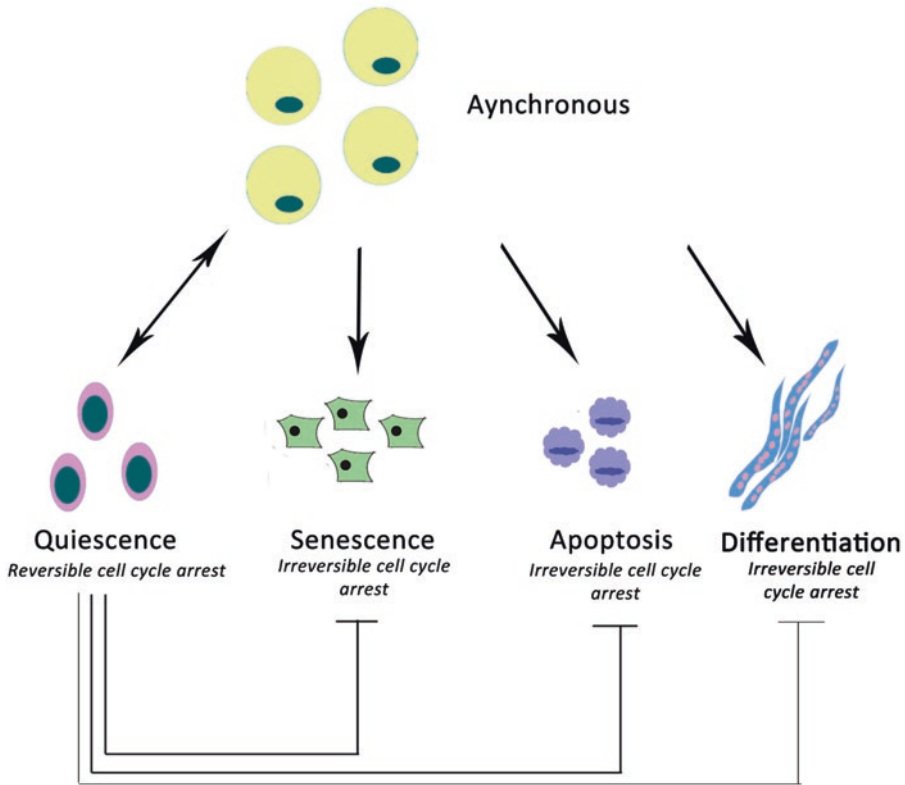 Aynchronous
Quiescence
Reversible cell cycle arrest
Senescence
Irreversible cell cycle
arrest
Apoptosis
Irreversible cell cycle
arrest
Differentiation
Irreversible cell
cycle arrest